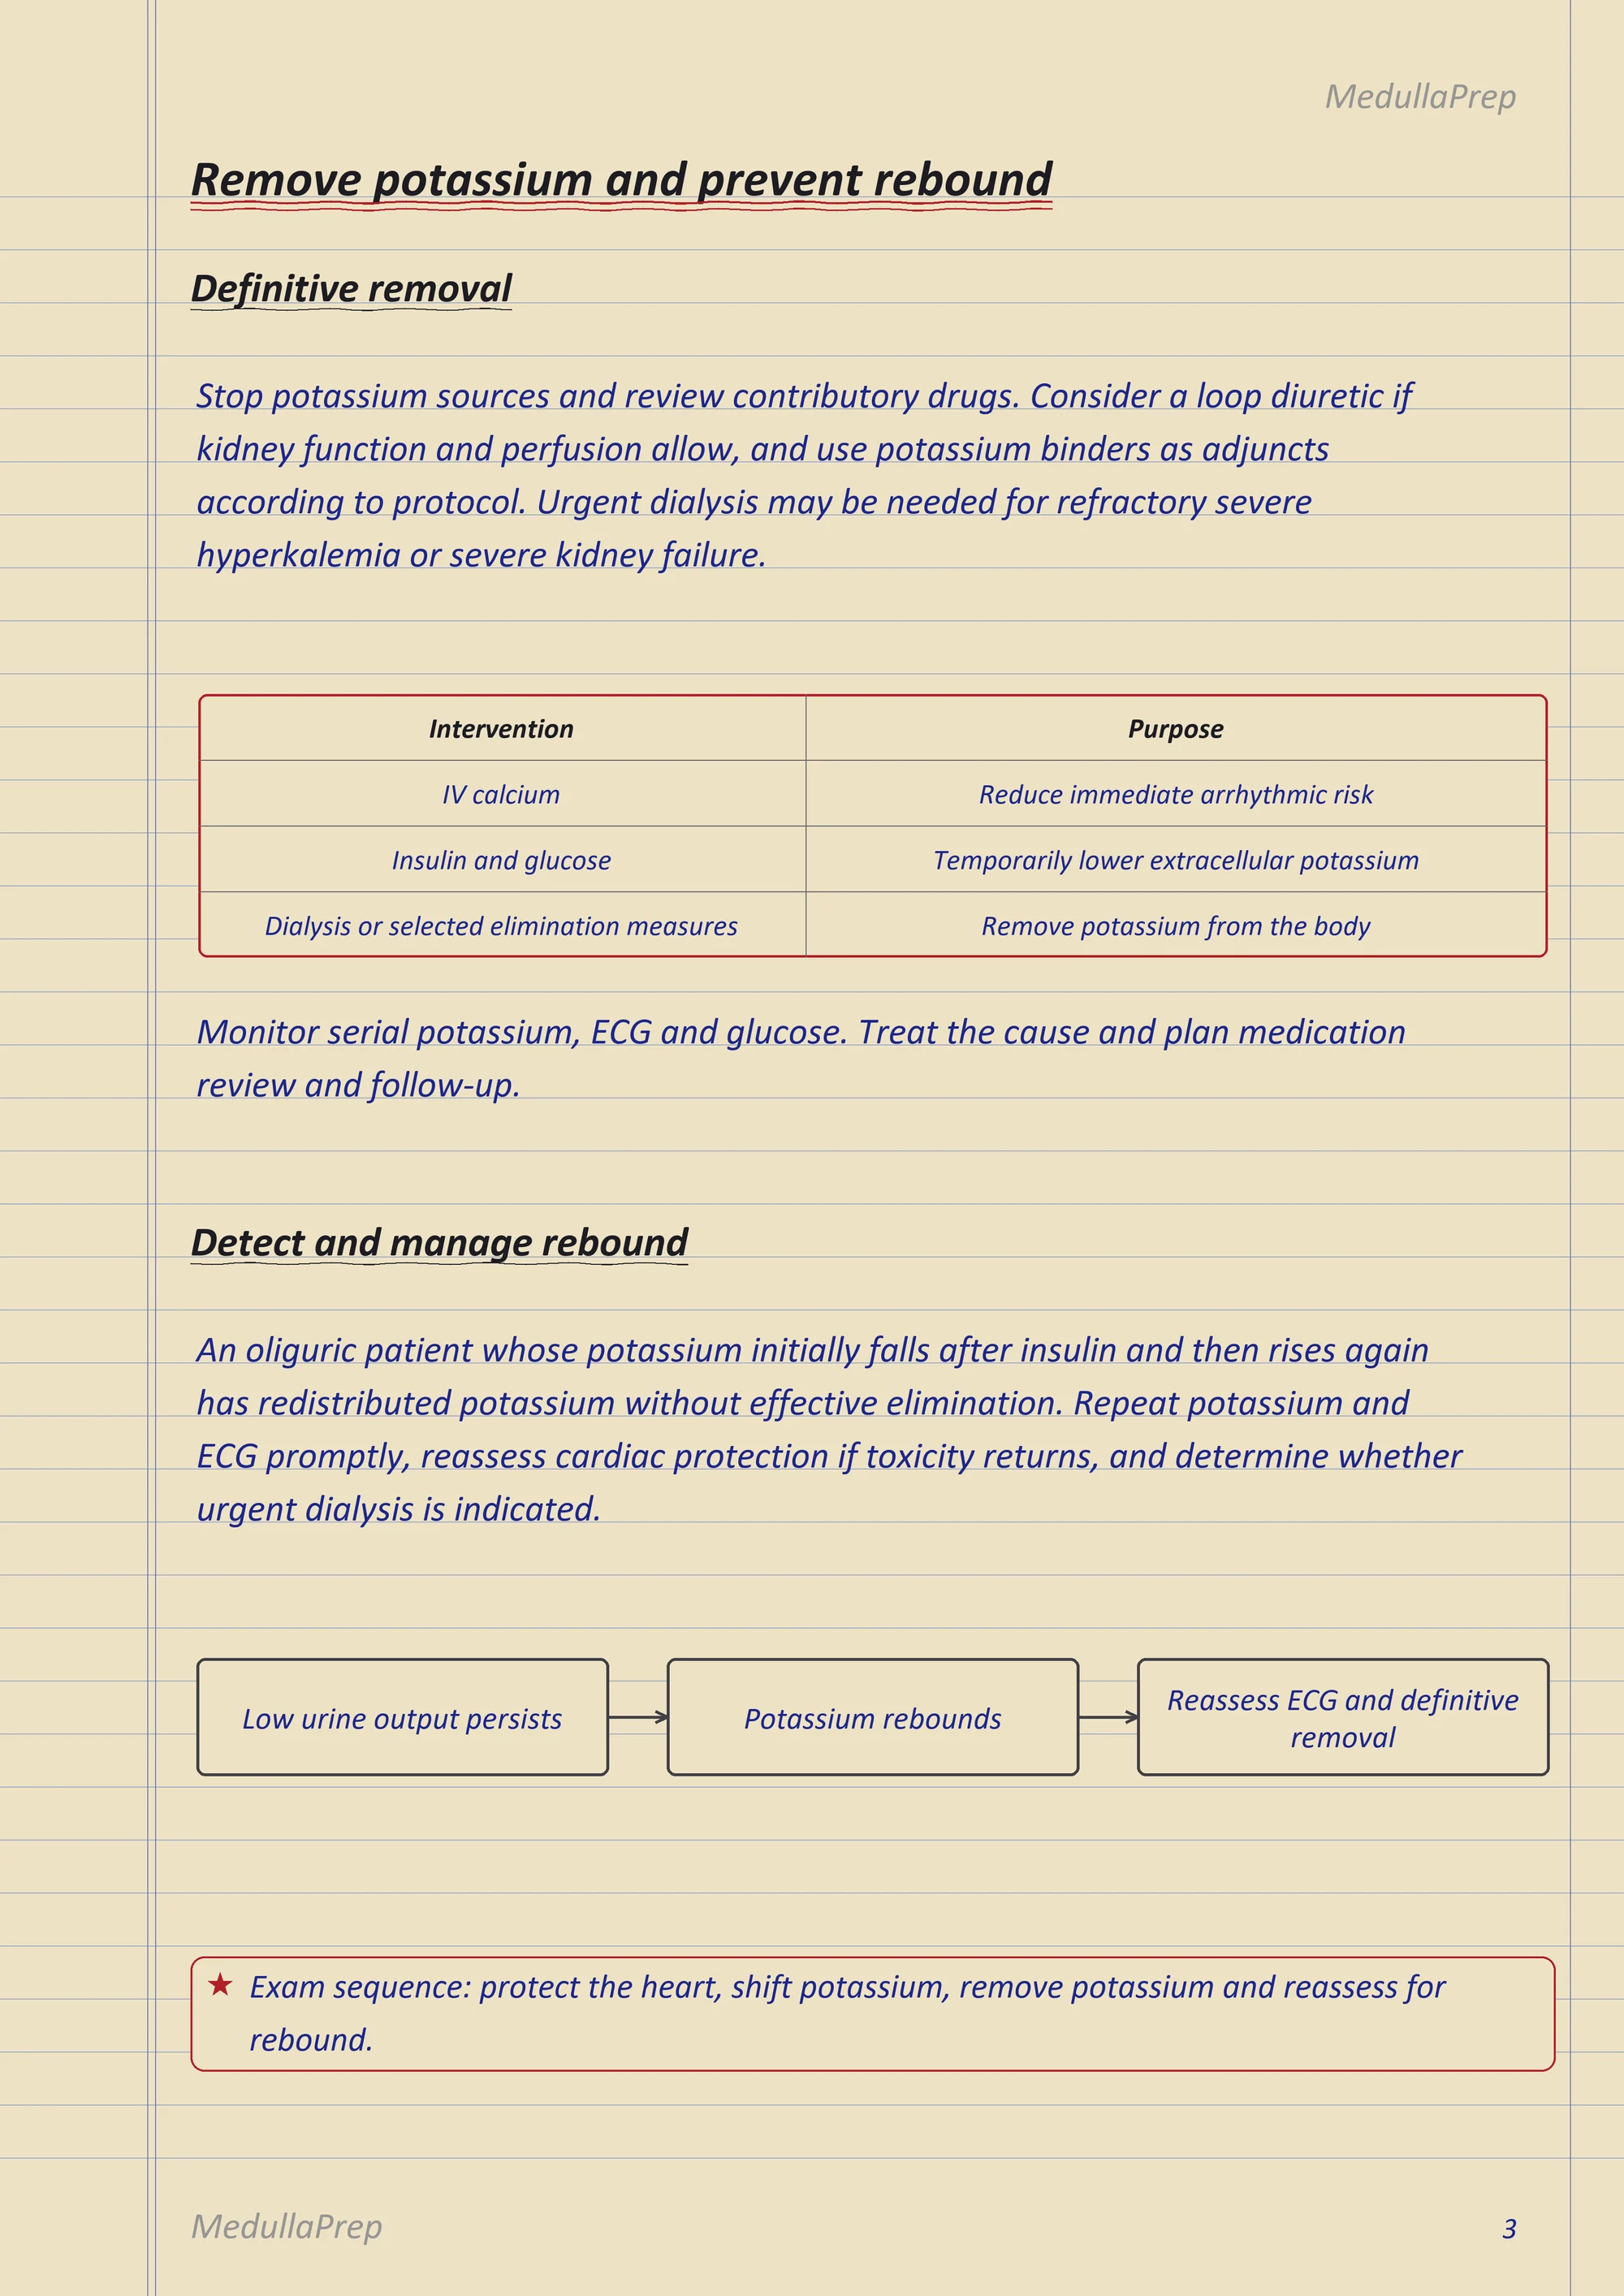 MedullaPrep
Remove potassium and prevent rebound
Definitive removal
Stop potassium sources and review contributory drugs. Consider a loop diuretic if
kidney function and perfusion allow, and use potassium binders as adjuncts
according to protocol. Urgent dialysis may be needed for refractory severe
hyperkalemia or severe kidney failure.
Intervention Purpose
IV calcium Reduce immediate arrhythmic risk
Insulin and glucose Temporarily lower extracellular potassium
Dialysis or selected elimination measures Remove potassium from the body
Monitor serial potassium, ECG and glucose. Treat the cause and plan medication
review and follow-up.
Detect and manage rebound
An oliguric patient whose potassium initially falls after insulin and then rises again
has redistributed potassium without effective elimination. Repeat potassium and
ECG promptly, reassess cardiac protection if toxicity returns, and determine whether
urgent dialysis is indicated.
Low urine output persists
Potassium rebounds
Reassess ECG and definitive
removal
★ Exam sequence: protect the heart, shift potassium, remove potassium and reassess for
rebound.
MedullaPrep
3